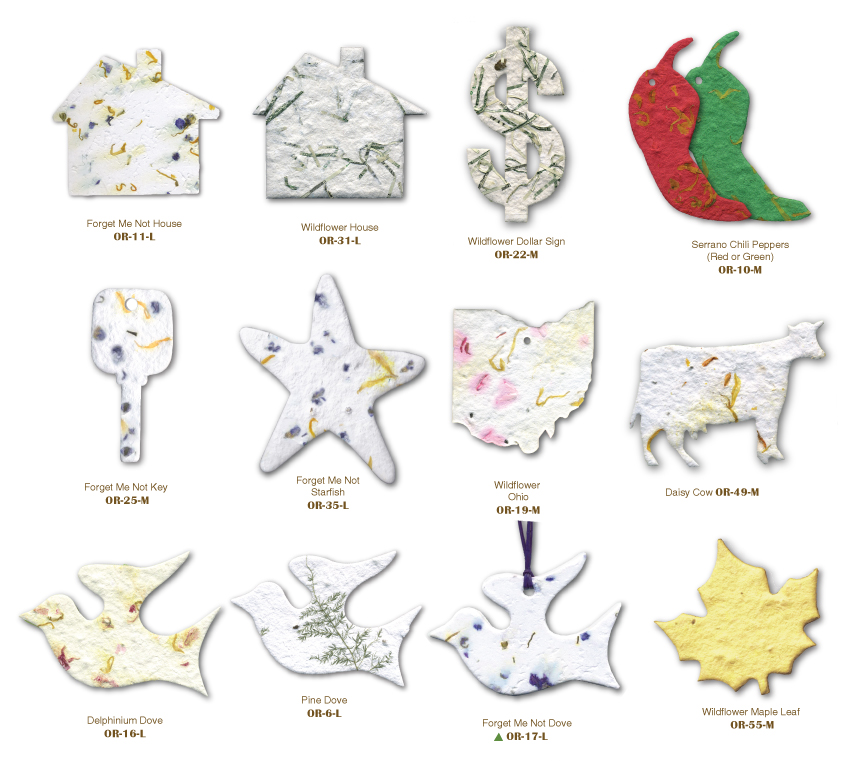 Forget Me Not House
OR-11-L
Wildflower House
OR-31-L
Wildflower Dollar Sign
OR-22-M
Serrano Chili Peppers
(Red or Green)
OR-10-M
Forget Me Not Key
OR-25-M
Forget Me Not
Starfish
OR-35-L
Wildflower
Ohio
OR-19-M
Daisy Cow OR-49-M
Delphinium Dove
OR-16-L
Pine Dove
OR-6-L
Forget Me Not Dove
▲ OR-17-L
Wildflower Maple Leaf
OR-55-M